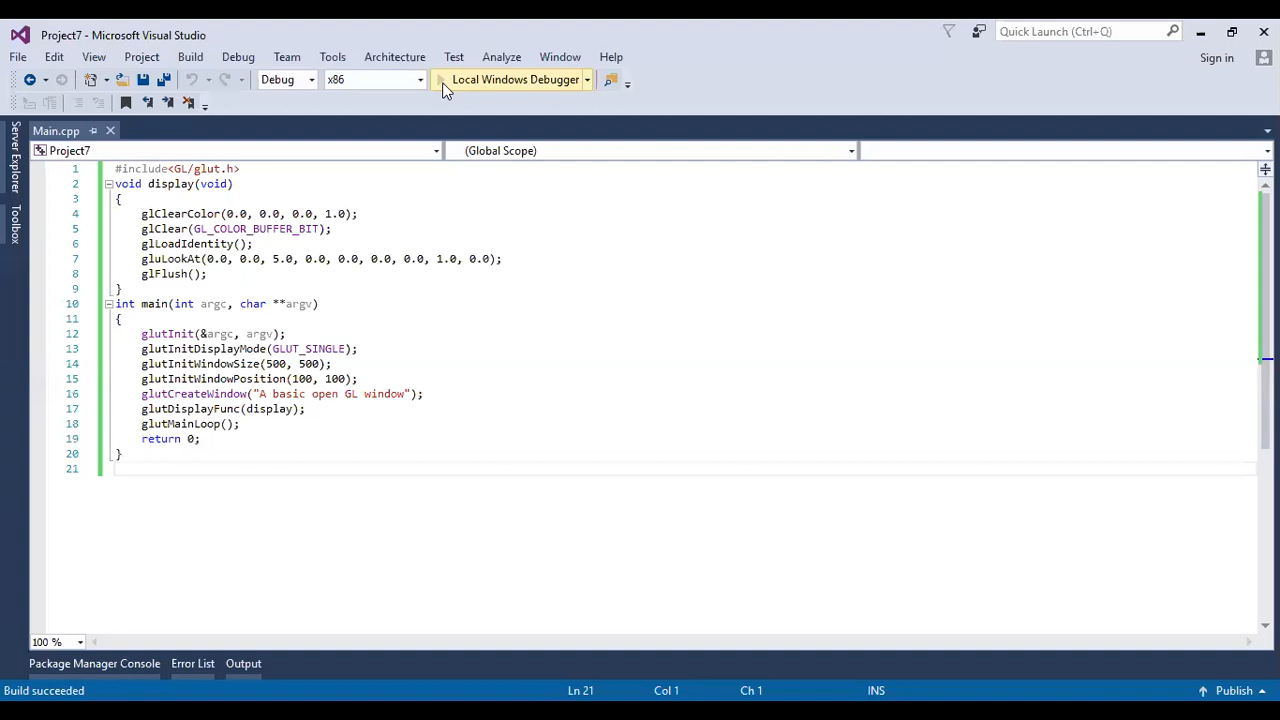 Project7 - Microsoft Visual Studio
Quick Launch (Ctrl+Q)
File Edit View Project Build Debug Team Tools Architecture Test Analyze Window Help
Sign in
Debug x86 Local Windows Debugger
Server Explorer
Toolbox
Main.cpp
Project7 (Global Scope)
1 #include<GL/glut.h>
2 void display(void)
3 {
4 glClearColor(0.0, 0.0, 0.0, 1.0);
5 glClear(GL_COLOR_BUFFER_BIT);
6 glLoadIdentity();
7 gluLookAt(0.0, 0.0, 5.0, 0.0, 0.0, 0.0, 0.0, 1.0, 0.0);
8 glFlush();
9 }
10 int main(int argc, char **argv)
11 {
12 glutInit(&argc, argv);
13 glutInitDisplayMode(GLUT_SINGLE);
14 glutInitWindowSize(500, 500);
15 glutInitWindowPosition(100, 100);
16 glutCreateWindow("A basic open GL window");
17 glutDisplayFunc(display);
18 glutMainLoop();
19 return 0;
20 }
21
100 %
Package Manager Console Error List Output
Build succeeded Ln 21 Col 1 Ch 1 INS Publish